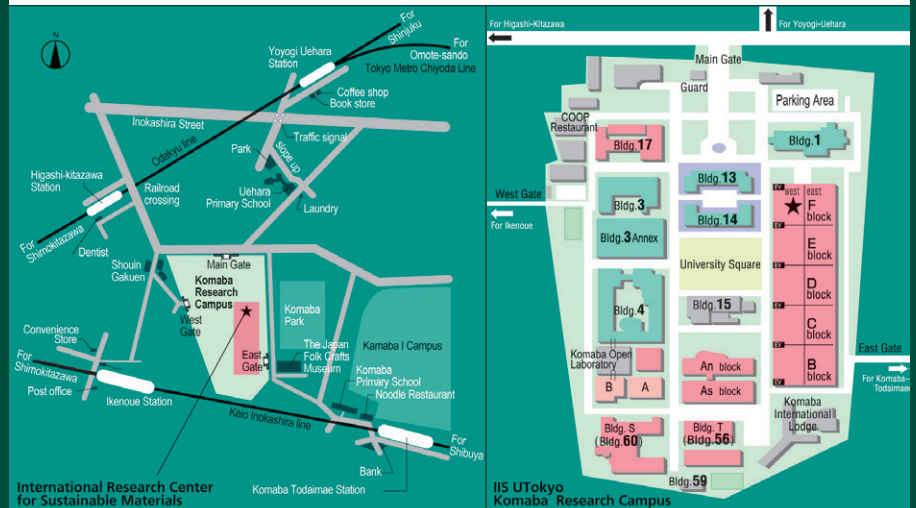 N
For
Shinjuku
For
Omote-sando
Tokyo Metro Chiyoda Line
Yoyogi Uehara
Station
Coffee shop
Book store
Inokashira Street
Traffic signal
Odakyu line
Park
slope up
Higashi-kitazawa
Station
Railroad
crossing
Uehara
Primary School
Laundry
For
Shimokitazawa
Dentist
Shouin
Gakuen
Main Gate
Komaba
Research
Campus
West
Gate
Komaba
Park
Convenience
Store
East
Gate
The Japan
Folk Crafts
Museum
Kamaba I Campus
For
Shimokitazawa
Post office
Ikenoue Station
Komaba
Primary School
Noodle Restaurant
Keio Inokashira line
For
Shibuya
Bank
International Research Center
for Sustainable Materials
Komaba Todaimae Station
For Higashi-Kitazawa
For Yoyogi-Uehara
Main Gate
Guard
Parking Area
COOP
Restaurant
Bldg.17
Bldg.1
Bldg.13
West Gate
Bldg.3
EV
west east
F
block
Bldg.14
For Ikenoue
EV
Bldg.3 Annex
University Square
E
block
EV
D
block
Bldg.4
Bldg.15
EV
C
block
EV
East Gate
Komaba Open
Laboratory
An block
B
block
For Komaba–
Todaimae
B A
As block
EV
Komaba
International
Lodge
Bldg. S
(Bldg.60)
Bldg. T
(Bldg.56)
Bldg.59
IIS UTokyo
Komaba Research Campus